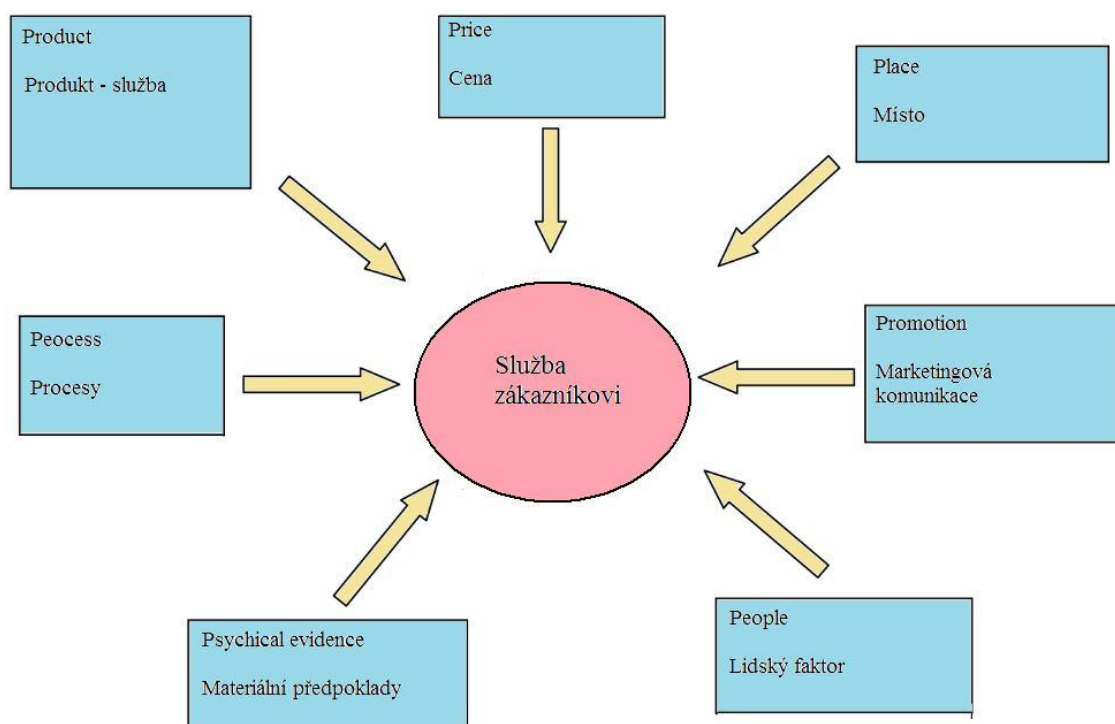 Product
Produkt - služba
Price
Cena
Place
Místo
Peocess
Procesy
Služba
zákazníkovi
Promotion
Marketingová
komunikace
Psychical evidence
Materiální předpoklady
People
Lidský faktor